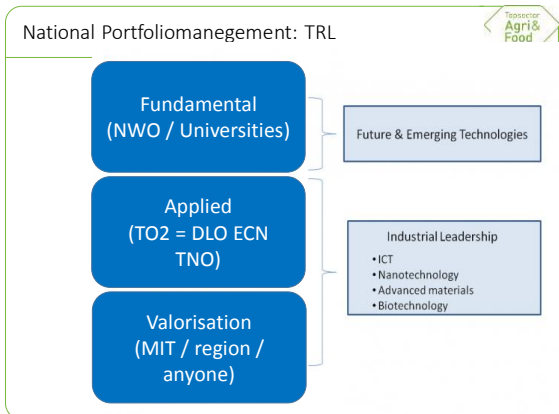 National Portfoliomanegement: TRL
Topsector
Agri&
Food
Fundamental
(NWO / Universities)
Future & Emerging Technologies
Applied
(TO2 = DLO ECN
TNO)
Industrial Leadership
• ICT
• Nanotechnology
• Advanced materials
• Biotechnology
Valorisation
(MIT / region /
anyone)